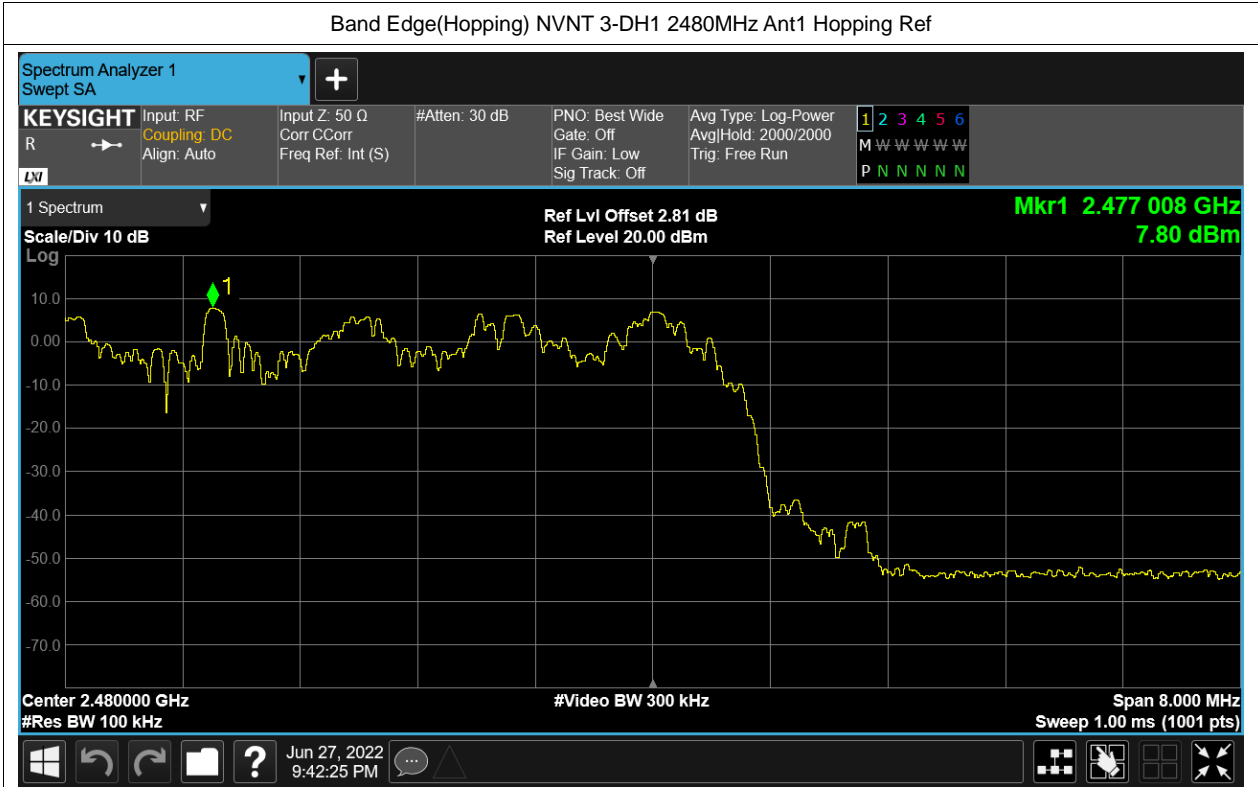 Band Edge(Hopping) NVNT 3-DH1 2480MHz Ant1 Hopping Ref
Spectrum Analyzer 1
Swept SA
KEYSIGHT Input: RF Input Z: 50 Ω #Atten: 30 dB PNO: Best Wide Avg Type: Log-Power 1 2 3 4 5 6
R Coupling: DC Corr CCorr Gate: Off Avg|Hold: 2000/2000 M W W W W W
Align: Auto Freq Ref: Int (S) IF Gain: Low Trig: Free Run
LXI Sig Track: Off P N N N N N
1 Spectrum Ref Lvl Offset 2.81 dB Mkr1 2.477 008 GHz
Scale/Div 10 dB Ref Level 20.00 dBm 7.80 dBm
Log
1
10.0
0.00
-10.0
-20.0
-30.0
-40.0
-50.0
-60.0
-70.0
Center 2.480000 GHz #Video BW 300 kHz Span 8.000 MHz
#Res BW 100 kHz Sweep 1.00 ms (1001 pts)
? Jun 27, 2022
9:42:25 PM